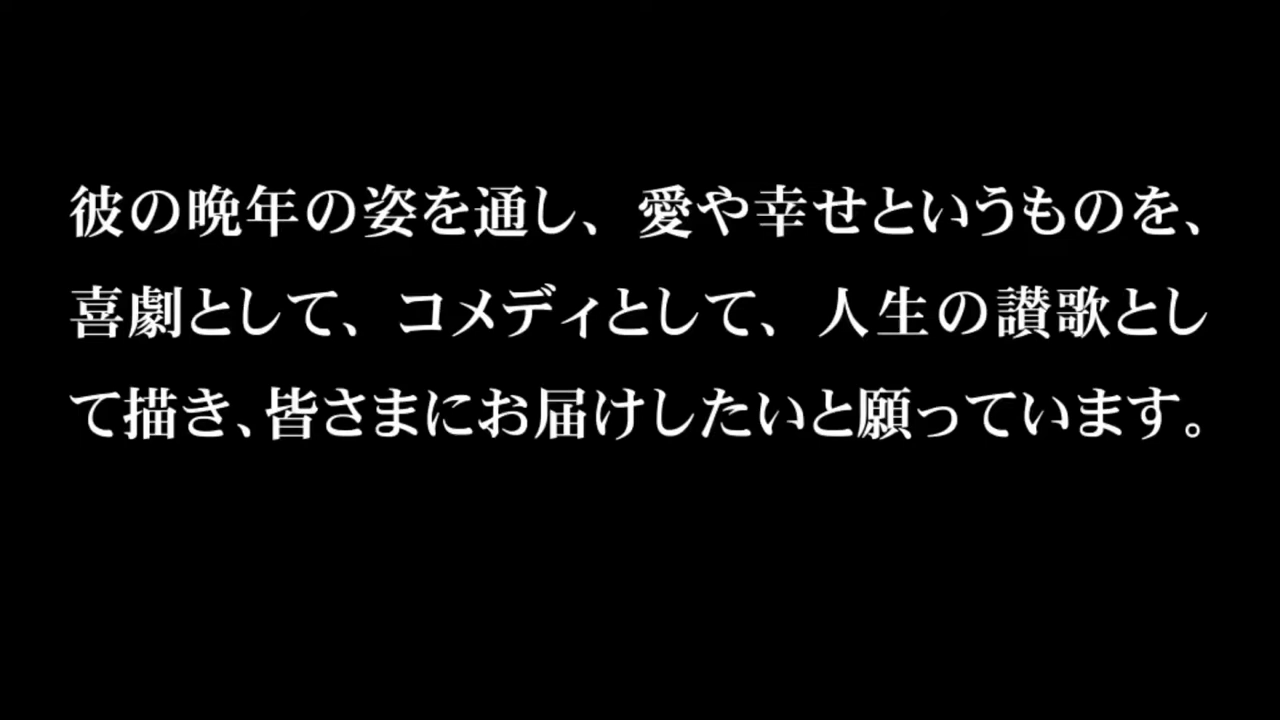 彼の晩年の姿を通し、愛や幸せというものを、
喜劇として、コメディとして、人生の讃歌とし
て描き、皆さまにお届けしたいと願っています。